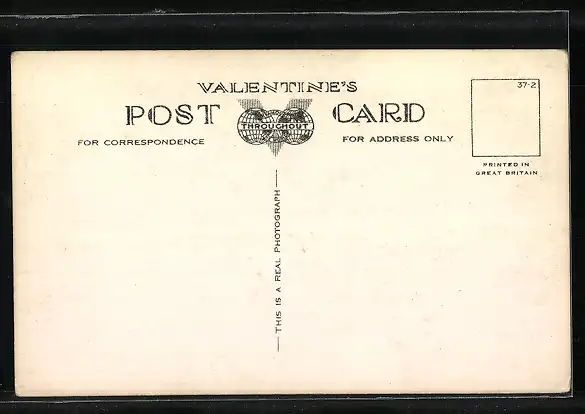 VALENTINE'S
POST CARD
THROUGHOUT
FOR CORRESPONDENCE
FOR ADDRESS ONLY
37-2
PRINTED IN
GREAT BRITAIN
THIS IS A REAL PHOTOGRAPH